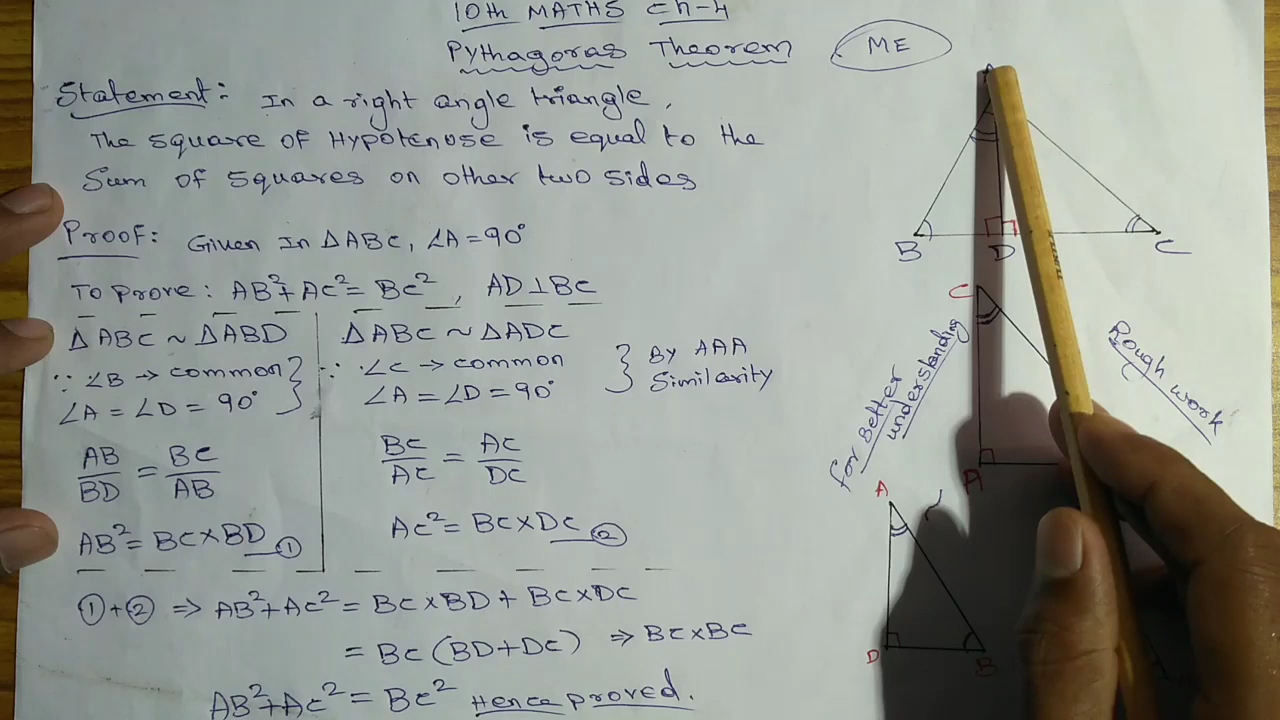 10th MATHS Ch-4
Pythagoras Theorem
ME
Statement: In a right angle triangle,
The square of Hypotenose is equal to the
Sum of squares on other two sides
Proof: Given In ΔABC, ∠A=90°
To prove: AB²+AC²=BC², AD⊥BC
ΔABC ~ ΔABD
∵ ∠B → common
∠A = ∠D = 90°
AB/BD = BC/AB
AB² = BC×BD ①
ΔABC ~ ΔADC
∵ ∠C → common
∠A = ∠D = 90°
} By AAA
Similarity
BC/AC = AC/DC
AC² = BC×DC ②
①+② ⇒ AB²+AC² = BC×BD + BC×DC
= BC(BD+DC) ⇒ BC×BC
AB²+AC² = BC² Hence proved.
B
D
C
C
A
For Better
understanding
Rough work
A
D
B